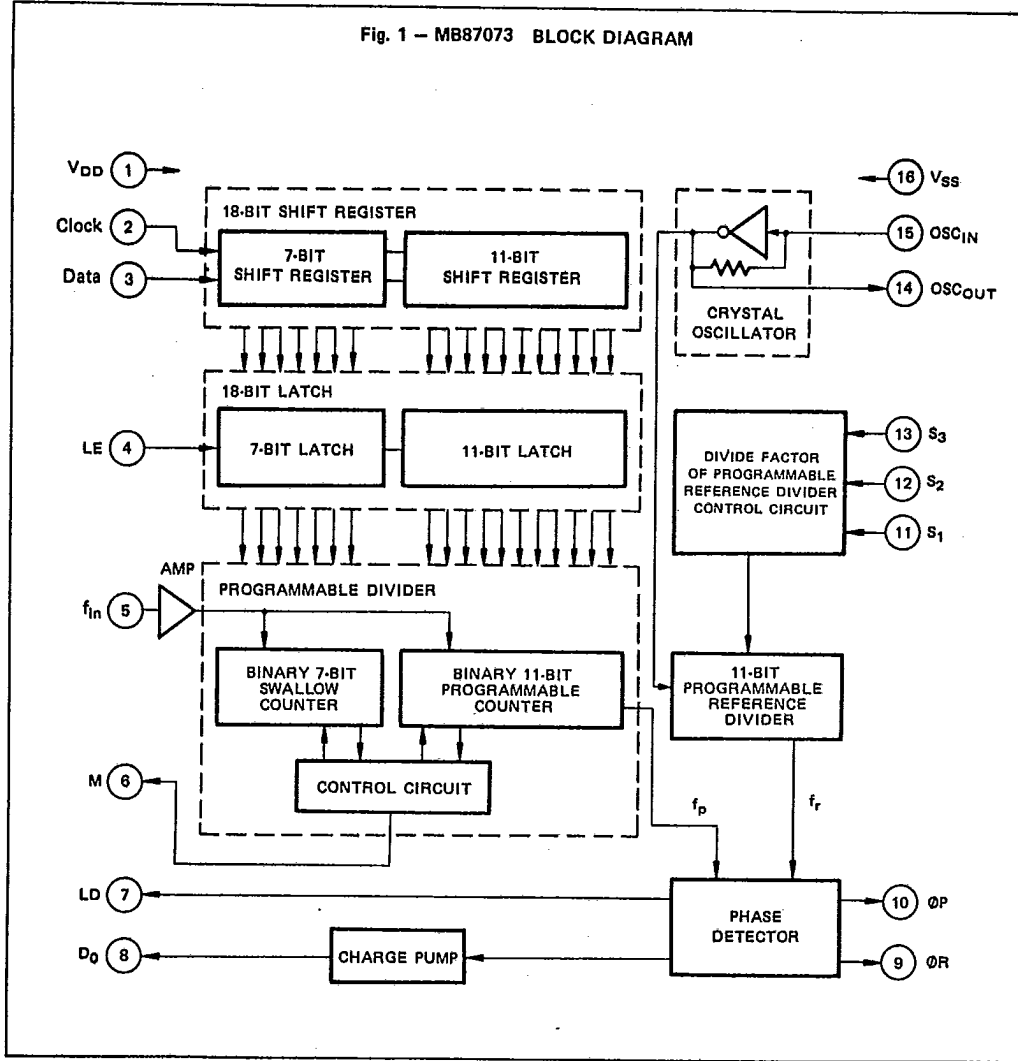 Fig. 1 – MB87073 BLOCK DIAGRAM
VDD 1
16 VSS
18-BIT SHIFT REGISTER
Clock 2
7-BIT
SHIFT REGISTER
11-BIT
SHIFT REGISTER
15 OSCIN
Data 3
14 OSCOUT
CRYSTAL
OSCILLATOR
18-BIT LATCH
LE 4
7-BIT LATCH
11-BIT LATCH
DIVIDE FACTOR
OF PROGRAMMABLE
REFERENCE DIVIDER
CONTROL CIRCUIT
13 S3
12 S2
11 S1
AMP
PROGRAMMABLE DIVIDER
fin 5
BINARY 7-BIT
SWALLOW
COUNTER
BINARY 11-BIT
PROGRAMMABLE
COUNTER
11-BIT
PROGRAMMABLE
REFERENCE
DIVIDER
M 6
CONTROL CIRCUIT
fp
fr
LD 7
PHASE
DETECTOR
10 ØP
DO 8
CHARGE PUMP
9 ØR